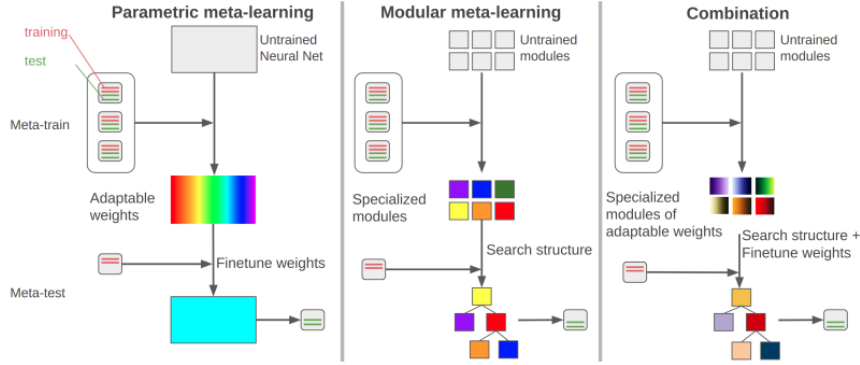 Parametric meta-learning
training
test
Untrained
Neural Net
Meta-train
Adaptable
weights
Finetune weights
Meta-test
Modular meta-learning
Untrained
modules
Specialized
modules
Search structure
Combination
Untrained
modules
Specialized
modules of
adaptable weights
Search structure +
Finetune weights